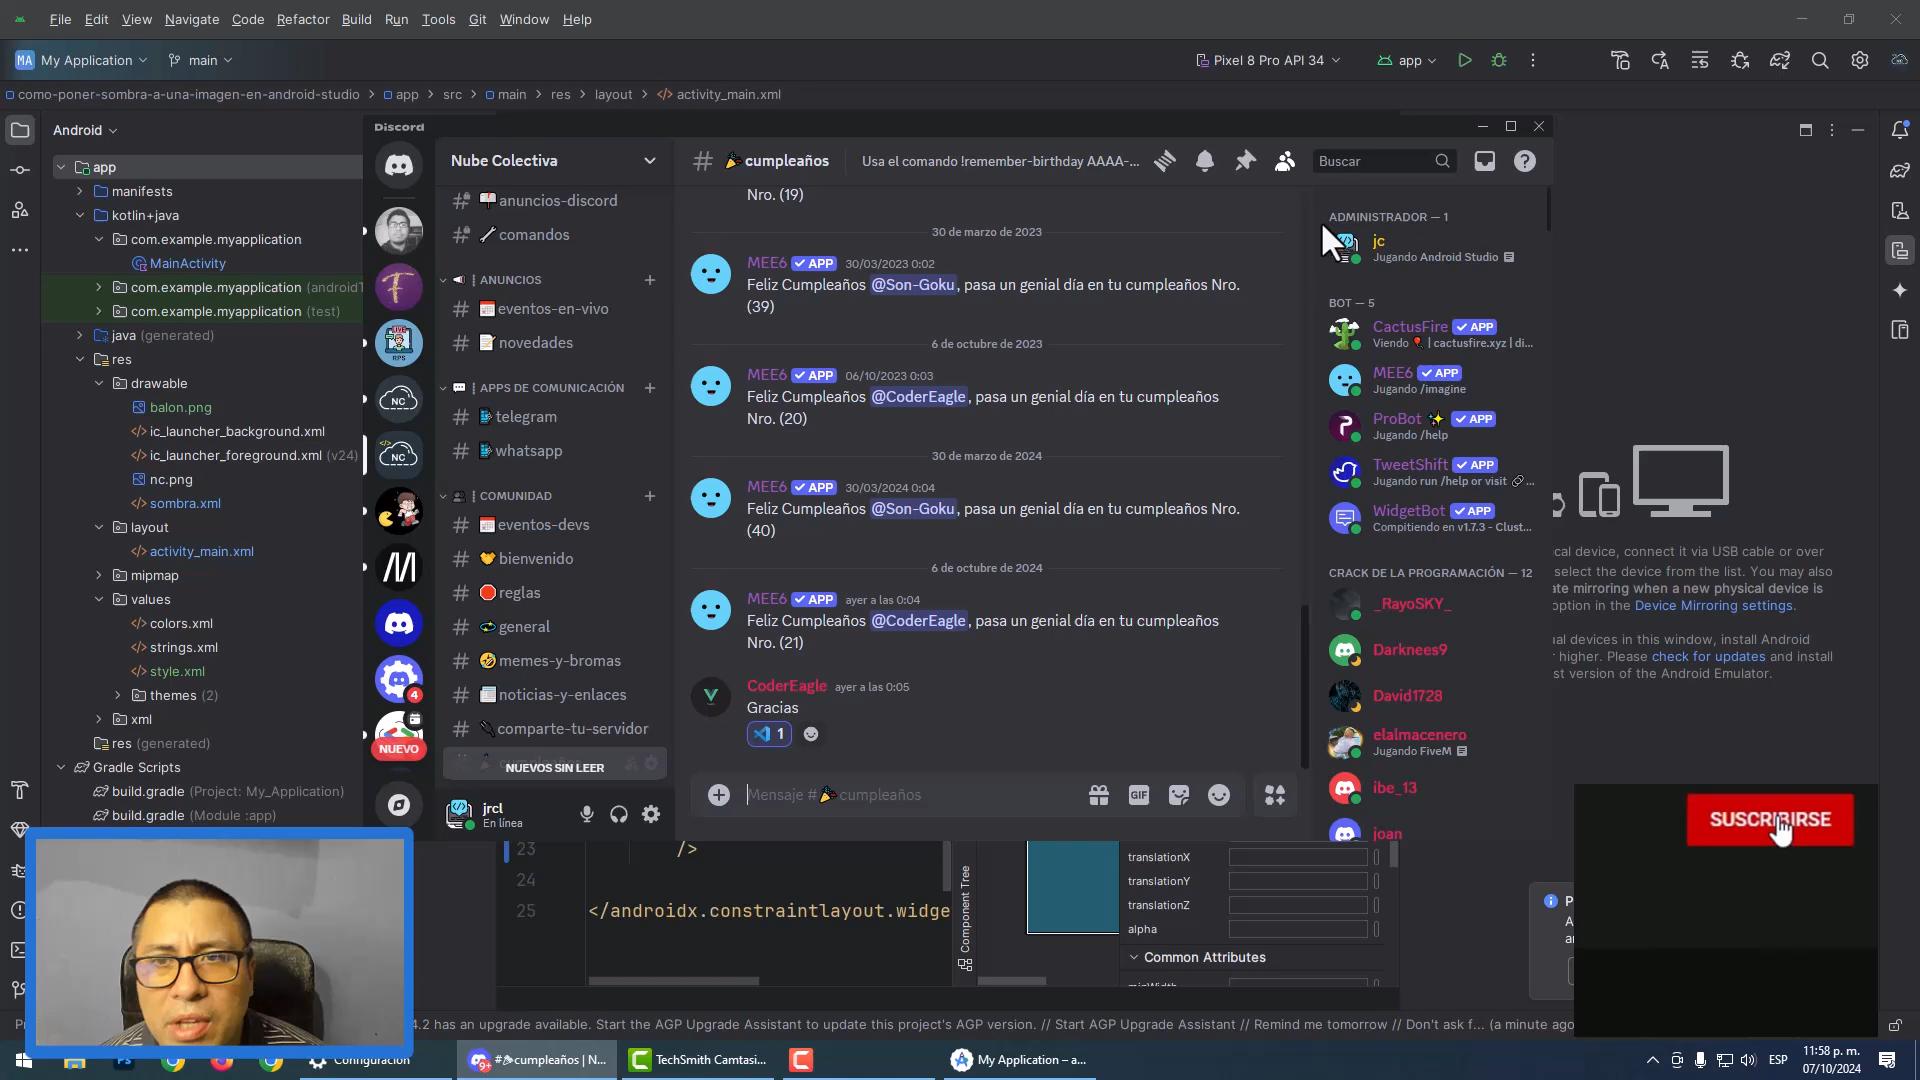 File Edit View Navigate Code Refactor Build Run Tools Git Window Help
MA My Application main Pixel 8 Pro API 34 app
como-poner-sombra-a-una-imagen-en-android-studio app src main res layout activity_main.xml
Android
app
manifests
kotlin+java
com.example.myapplication
MainActivity
com.example.myapplication (androidT
com.example.myapplication (test)
java (generated)
res
drawable
balon.png
ic_launcher_background.xml
ic_launcher_foreground.xml (v24)
nc.png
sombra.xml
layout
activity_main.xml
mipmap
values
colors.xml
strings.xml
style.xml
themes (2)
xml
res (generated)
Gradle Scripts
build.gradle (Project: My_Application)
build.gradle (Module :app)
Discord
LIVE
RPS
NC
NC
4
NUEVO
Nube Colectiva
anuncios-discord
comandos
ANUNCIOS
eventos-en-vivo
novedades
APPS DE COMUNICACIÓN
telegram
whatsapp
COMUNIDAD
eventos-devs
bienvenido
reglas
general
memes-y-bromas
noticias-y-enlaces
comparte-tu-servidor
NUEVOS SIN LEER
jrcl
En línea
cumpleaños Usa el comando !remember-birthday AAAA-... Buscar
Nro. (19)
30 de marzo de 2023
MEE6 APP 30/03/2023 0:02
Feliz Cumpleaños @Son-Goku, pasa un genial día en tu cumpleaños Nro.
(39)
6 de octubre de 2023
MEE6 APP 06/10/2023 0:03
Feliz Cumpleaños @CoderEagle, pasa un genial día en tu cumpleaños
Nro. (20)
30 de marzo de 2024
MEE6 APP 30/03/2024 0:04
Feliz Cumpleaños @Son-Goku, pasa un genial día en tu cumpleaños Nro.
(40)
6 de octubre de 2024
MEE6 APP ayer a las 0:04
Feliz Cumpleaños @CoderEagle, pasa un genial día en tu cumpleaños
Nro. (21)
CoderEagle ayer a las 0:05
Gracias
1
Mensaje # cumpleaños
GIF
ADMINISTRADOR — 1
jc
Jugando Android Studio
BOT — 5
CactusFire APP
Viendo | cactusfire.xyz | di...
MEE6 APP
Jugando /imagine
ProBot APP
Jugando /help
TweetShift APP
Jugando run /help or visit ...
WidgetBot APP
Compitiendo en v1.7.3 - Clust...
CRACK DE LA PROGRAMACIÓN — 12
_RayoSKY_
Darknees9
David1728
elalmacenero
Jugando FiveM
ibe_13
joan
ical device, connect it via USB cable or over
select the device from the list. You may also
ate mirroring when a new physical device is
option in the Device Mirroring settings.
ual devices in this window, install Android
r higher. Please check for updates and install
st version of the Android Emulator.
SUSCRIBIRSE
23 />
24
25 </androidx.constraintlayout.widge
Component Tree
translationX
translationY
translationZ
alpha
Common Attributes
4.2 has an upgrade available. Start the AGP Upgrade Assistant to update this project's AGP version. // Start AGP Upgrade Assistant // Remind me tomorrow // Don't ask f... (a minute ago
Configuración
9+ #cumpleaños | N...
TechSmith Camtasi...
My Application – a...
ESP
11:58 p. m.
07/10/2024